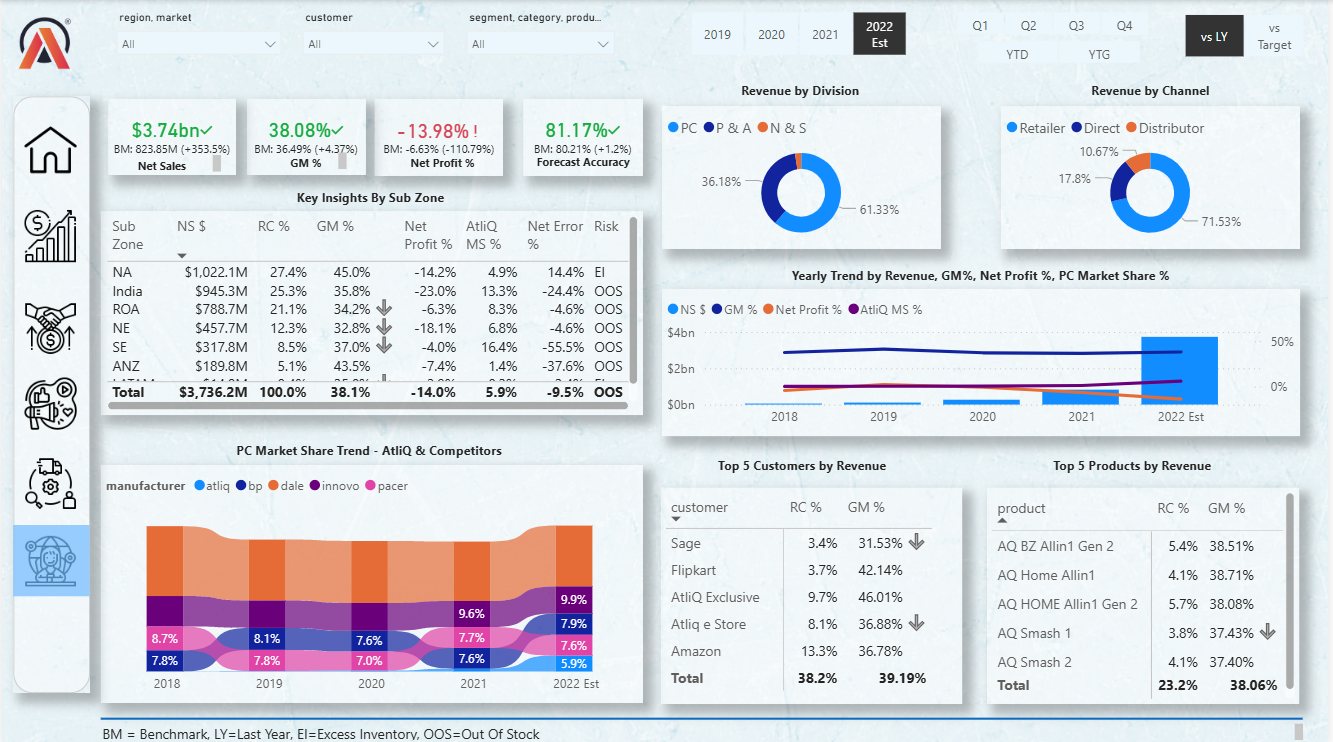 region, market
customer
segment, category, produ...
All
All
All
2019
2020
2021
2022 Est
Q1
Q2
Q3
Q4
YTD
YTG
vs LY
vs Target
$3.74bn
BM: 823.85M (+353.5%)
Net Sales
38.08%
BM: 36.49% (+4.37%)
GM %
-13.98% !
BM: -6.63% (-110.79%)
Net Profit %
81.17%
BM: 80.21% (+1.2%)
Forecast Accuracy
Revenue by Division
PC P & A N & S
36.18%
61.33%
Revenue by Channel
Retailer Direct Distributor
10.67%
17.8%
71.53%
Key Insights By Sub Zone
Sub Zone NS $ RC % GM % Net Profit % AtliQ MS % Net Error % Risk
NA $1,022.1M 27.4% 45.0% -14.2% 4.9% 14.4% EI
India $945.3M 25.3% 35.8% -23.0% 13.3% -24.4% OOS
ROA $788.7M 21.1% 34.2% -6.3% 8.3% -4.6% OOS
NE $457.7M 12.3% 32.8% -18.1% 6.8% -4.6% OOS
SE $317.8M 8.5% 37.0% -4.0% 16.4% -55.5% OOS
ANZ $189.8M 5.1% 43.5% -7.4% 1.4% -37.6% OOS
Total $3,736.2M 100.0% 38.1% -14.0% 5.9% -9.5% OOS
Yearly Trend by Revenue, GM%, Net Profit %, PC Market Share %
NS $ GM % Net Profit % AtliQ MS %
$4bn
$2bn
$0bn
50%
0%
2018 2019 2020 2021 2022 Est
PC Market Share Trend - AtliQ & Competitors
manufacturer atliq bp dale innovo pacer
8.7%
7.8%
8.1%
7.8%
7.6%
7.0%
9.6%
7.7%
7.6%
9.9%
7.9%
7.6%
5.9%
2018 2019 2020 2021 2022 Est
Top 5 Customers by Revenue
customer RC % GM %
Sage 3.4% 31.53%
Flipkart 3.7% 42.14%
AtliQ Exclusive 9.7% 46.01%
Atliq e Store 8.1% 36.88%
Amazon 13.3% 36.78%
Total 38.2% 39.19%
Top 5 Products by Revenue
product RC % GM %
AQ BZ Allin1 Gen 2 5.4% 38.51%
AQ Home Allin1 4.1% 38.71%
AQ HOME Allin1 Gen 2 5.7% 38.08%
AQ Smash 1 3.8% 37.43%
AQ Smash 2 4.1% 37.40%
Total 23.2% 38.06%
BM = Benchmark, LY=Last Year, EI=Excess Inventory, OOS=Out Of Stock